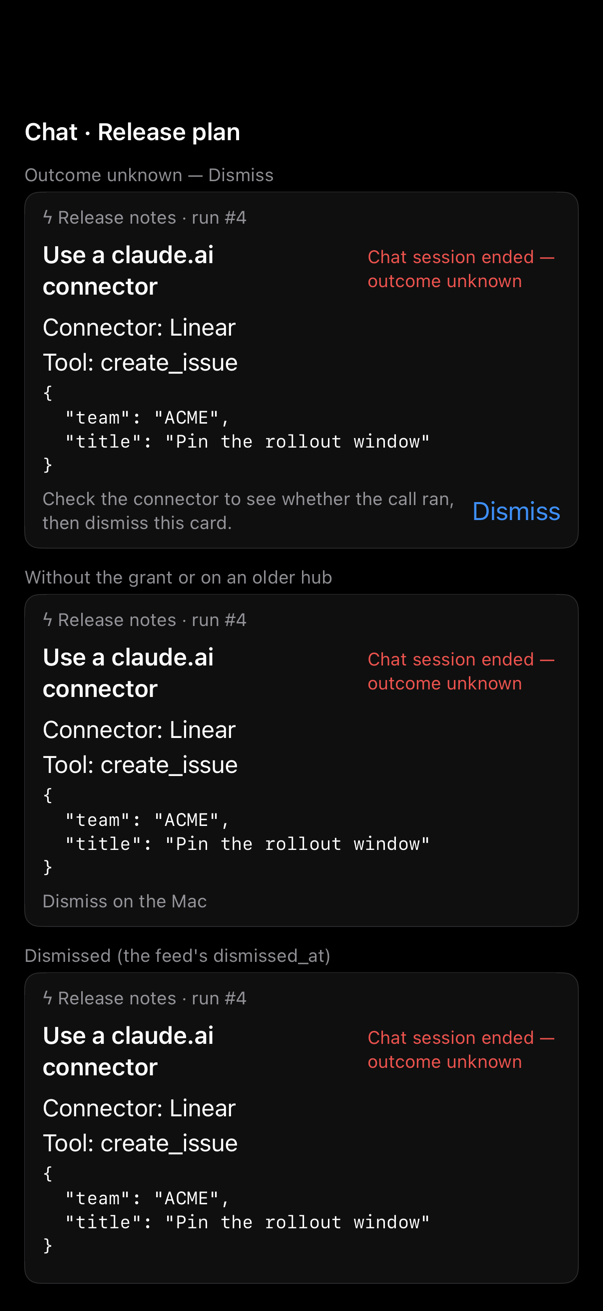 Chat · Release plan
Outcome unknown — Dismiss
ϟ Release notes · run #4
Use a claude.ai
connector
Chat session ended —
outcome unknown
Connector: Linear
Tool: create_issue
{
  "team": "ACME",
  "title": "Pin the rollout window"
}
Check the connector to see whether the call ran,
then dismiss this card.
Dismiss
Without the grant or on an older hub
ϟ Release notes · run #4
Use a claude.ai
connector
Chat session ended —
outcome unknown
Connector: Linear
Tool: create_issue
{
  "team": "ACME",
  "title": "Pin the rollout window"
}
Dismiss on the Mac
Dismissed (the feed's dismissed_at)
ϟ Release notes · run #4
Use a claude.ai
connector
Chat session ended —
outcome unknown
Connector: Linear
Tool: create_issue
{
  "team": "ACME",
  "title": "Pin the rollout window"
}